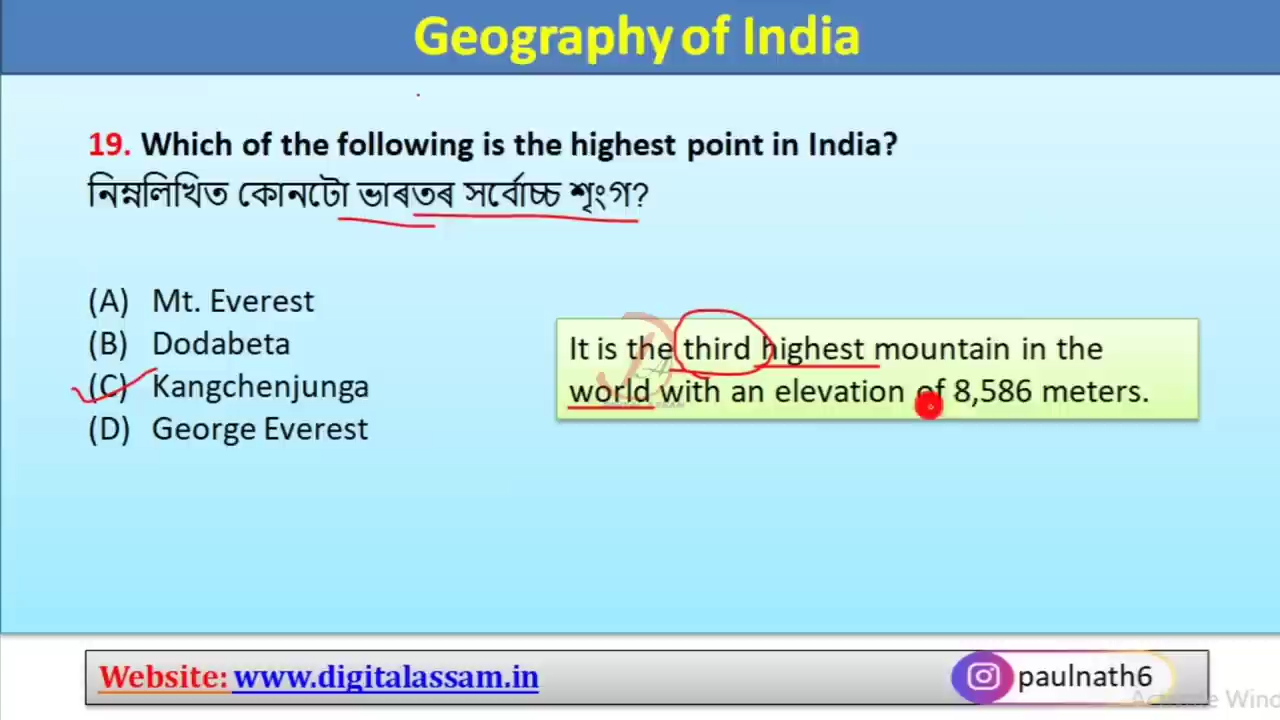 Geography of India
19. Which of the following is the highest point in India?
নিম্নলিখিত কোনটো ভাৰতৰ সৰ্বোচ্চ শৃংগ?
(A) Mt. Everest
(B) Dodabeta
(C) Kangchenjunga
(D) George Everest
It is the third highest mountain in the
world with an elevation of 8,586 meters.
Website: www.digitalassam.in
paulnath6